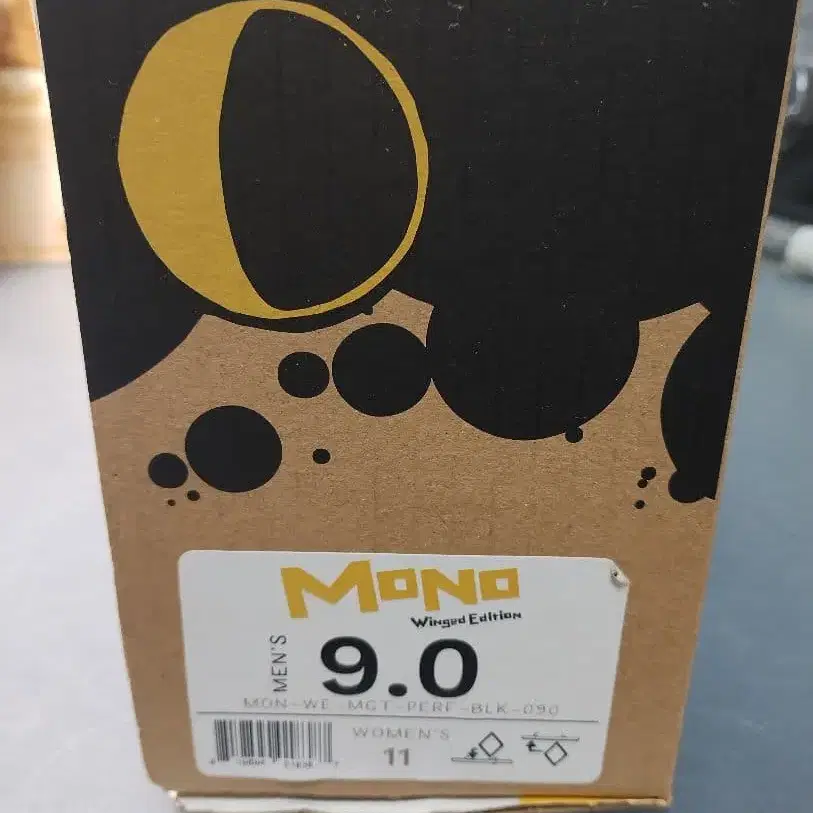 MONO
Winged Edition
MEN'S
9.0
MON-WE-MGT-PERF-BLK-090
WOMEN'S
11